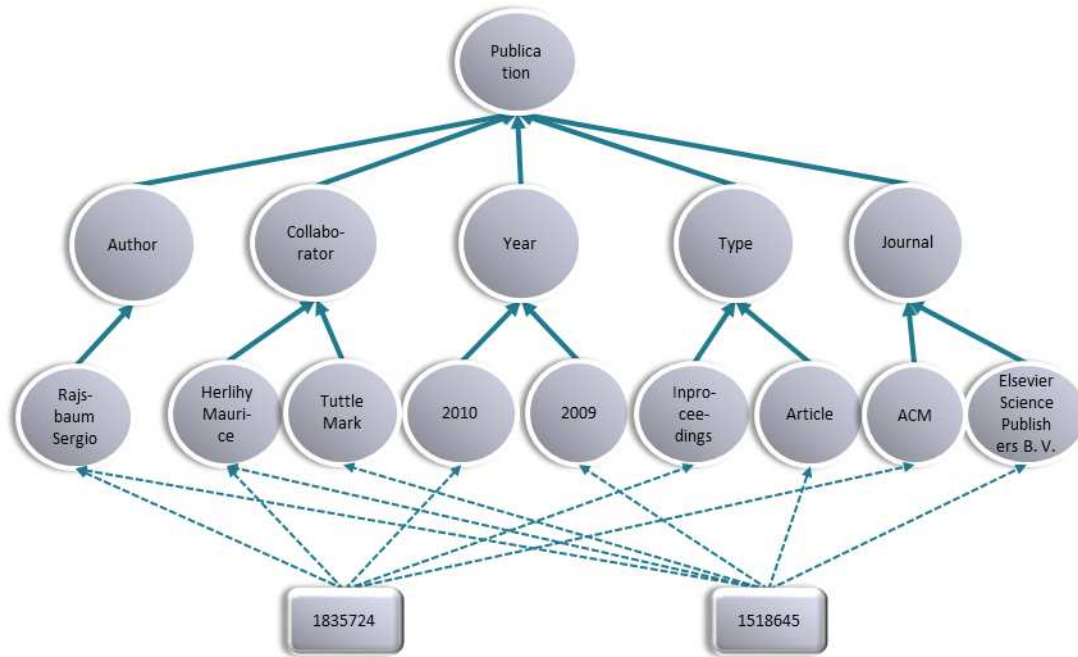 Publica
tion
Author
Collabo-
rator
Year
Type
Journal
Rajs-
baum
Sergio
Herlihy
Mauri-
ce
Tuttle
Mark
2010
2009
Inpro-
cee-
dings
Article
ACM
Elsevier
Science
Publish
ers B. V.
1835724
1518645